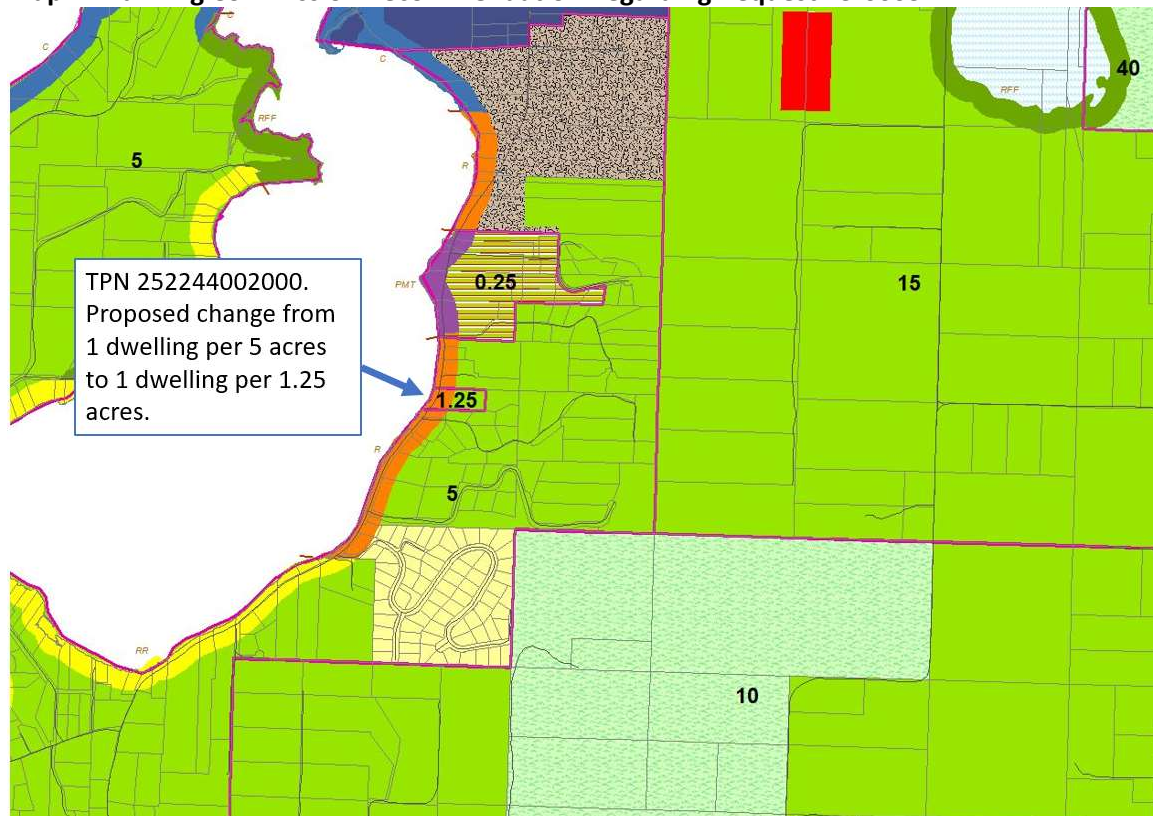 C
C
40
RFF
RFF
5
R
TPN 252244002000.
Proposed change from
1 dwelling per 5 acres
to 1 dwelling per 1.25
acres.
PMT
0.25
15
1.25
R
5
RR
10